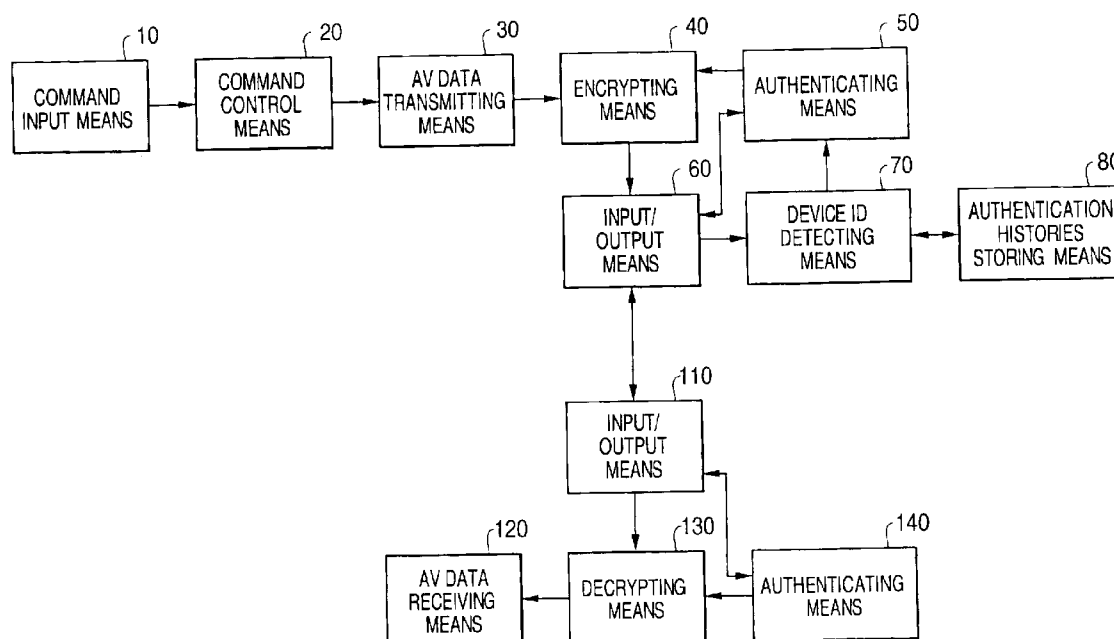 10
COMMAND
INPUT MEANS
20
COMMAND
CONTROL
MEANS
30
AV DATA
TRANSMITTING
MEANS
40
ENCRYPTING
MEANS
50
AUTHENTICATING
MEANS
60
INPUT/
OUTPUT
MEANS
70
DEVICE ID
DETECTING
MEANS
80
AUTHENTICATION
HISTORIES
STORING MEANS
110
INPUT/
OUTPUT
MEANS
120
AV DATA
RECEIVING
MEANS
130
DECRYPTING
MEANS
140
AUTHENTICATING
MEANS